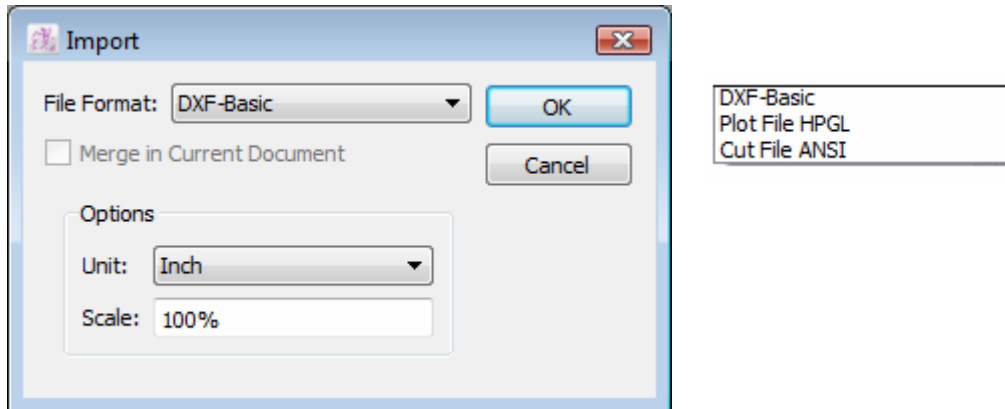 Import
File Format: DXF-Basic
OK
Merge in Current Document
Cancel
Options
Unit: Inch
Scale: 100%
DXF-Basic
Plot File HPGL
Cut File ANSI